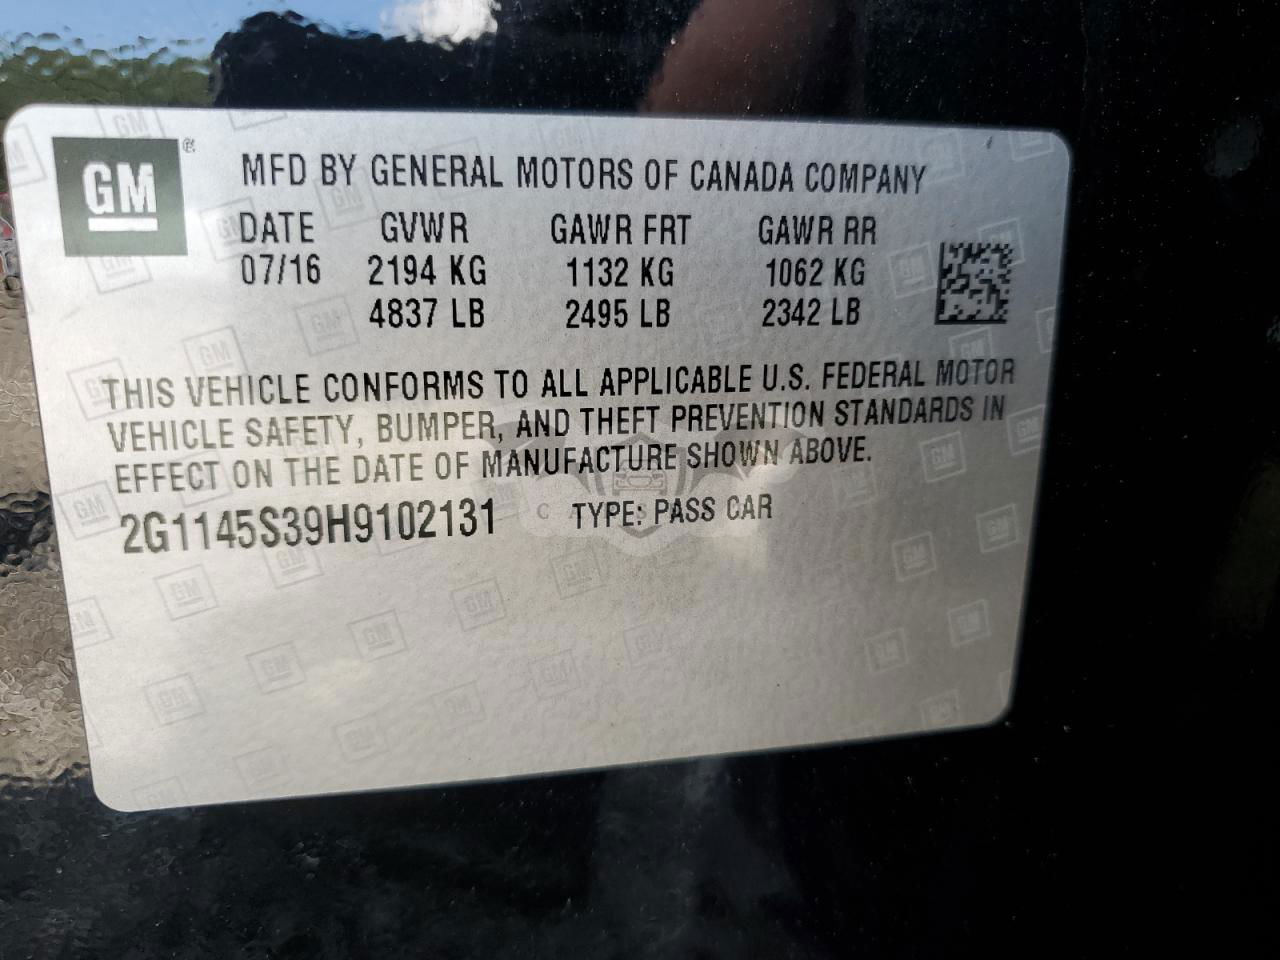 GM®
MFD BY GENERAL MOTORS OF CANADA COMPANY
DATE GVWR GAWR FRT GAWR RR
07/16 2194 KG 1132 KG 1062 KG
4837 LB 2495 LB 2342 LB
THIS VEHICLE CONFORMS TO ALL APPLICABLE U.S. FEDERAL MOTOR
VEHICLE SAFETY, BUMPER, AND THEFT PREVENTION STANDARDS IN
EFFECT ON THE DATE OF MANUFACTURE SHOWN ABOVE.
2G1145S39H9102131 TYPE: PASS CAR